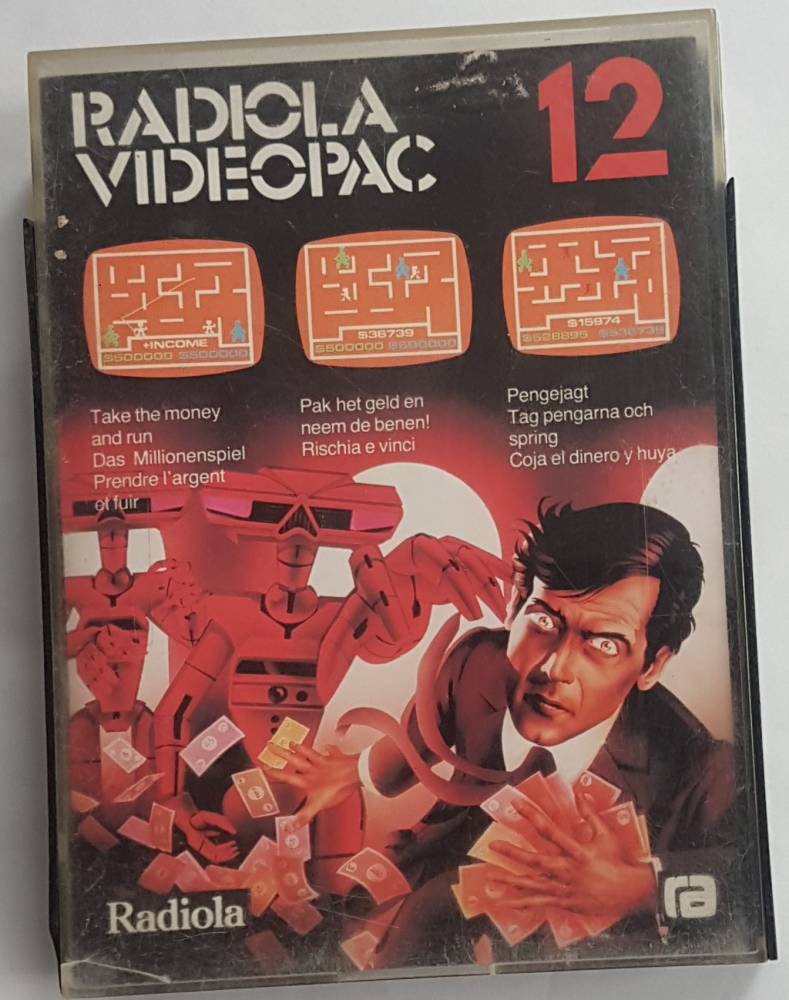 RADIOLA
VIDEOPAC
12
+INCOME
$500000 $500000
$36739
$500000 $500000
$15974
$528895 $536739
Take the money
and run
Das Millionenspiel
Prendre l'argent
et fuir
Pak het geld en
neem de benen!
Rischia e vinci
Pengejagt
Tag pengarna och
spring
Coja el dinero y huya
Radiola
ra